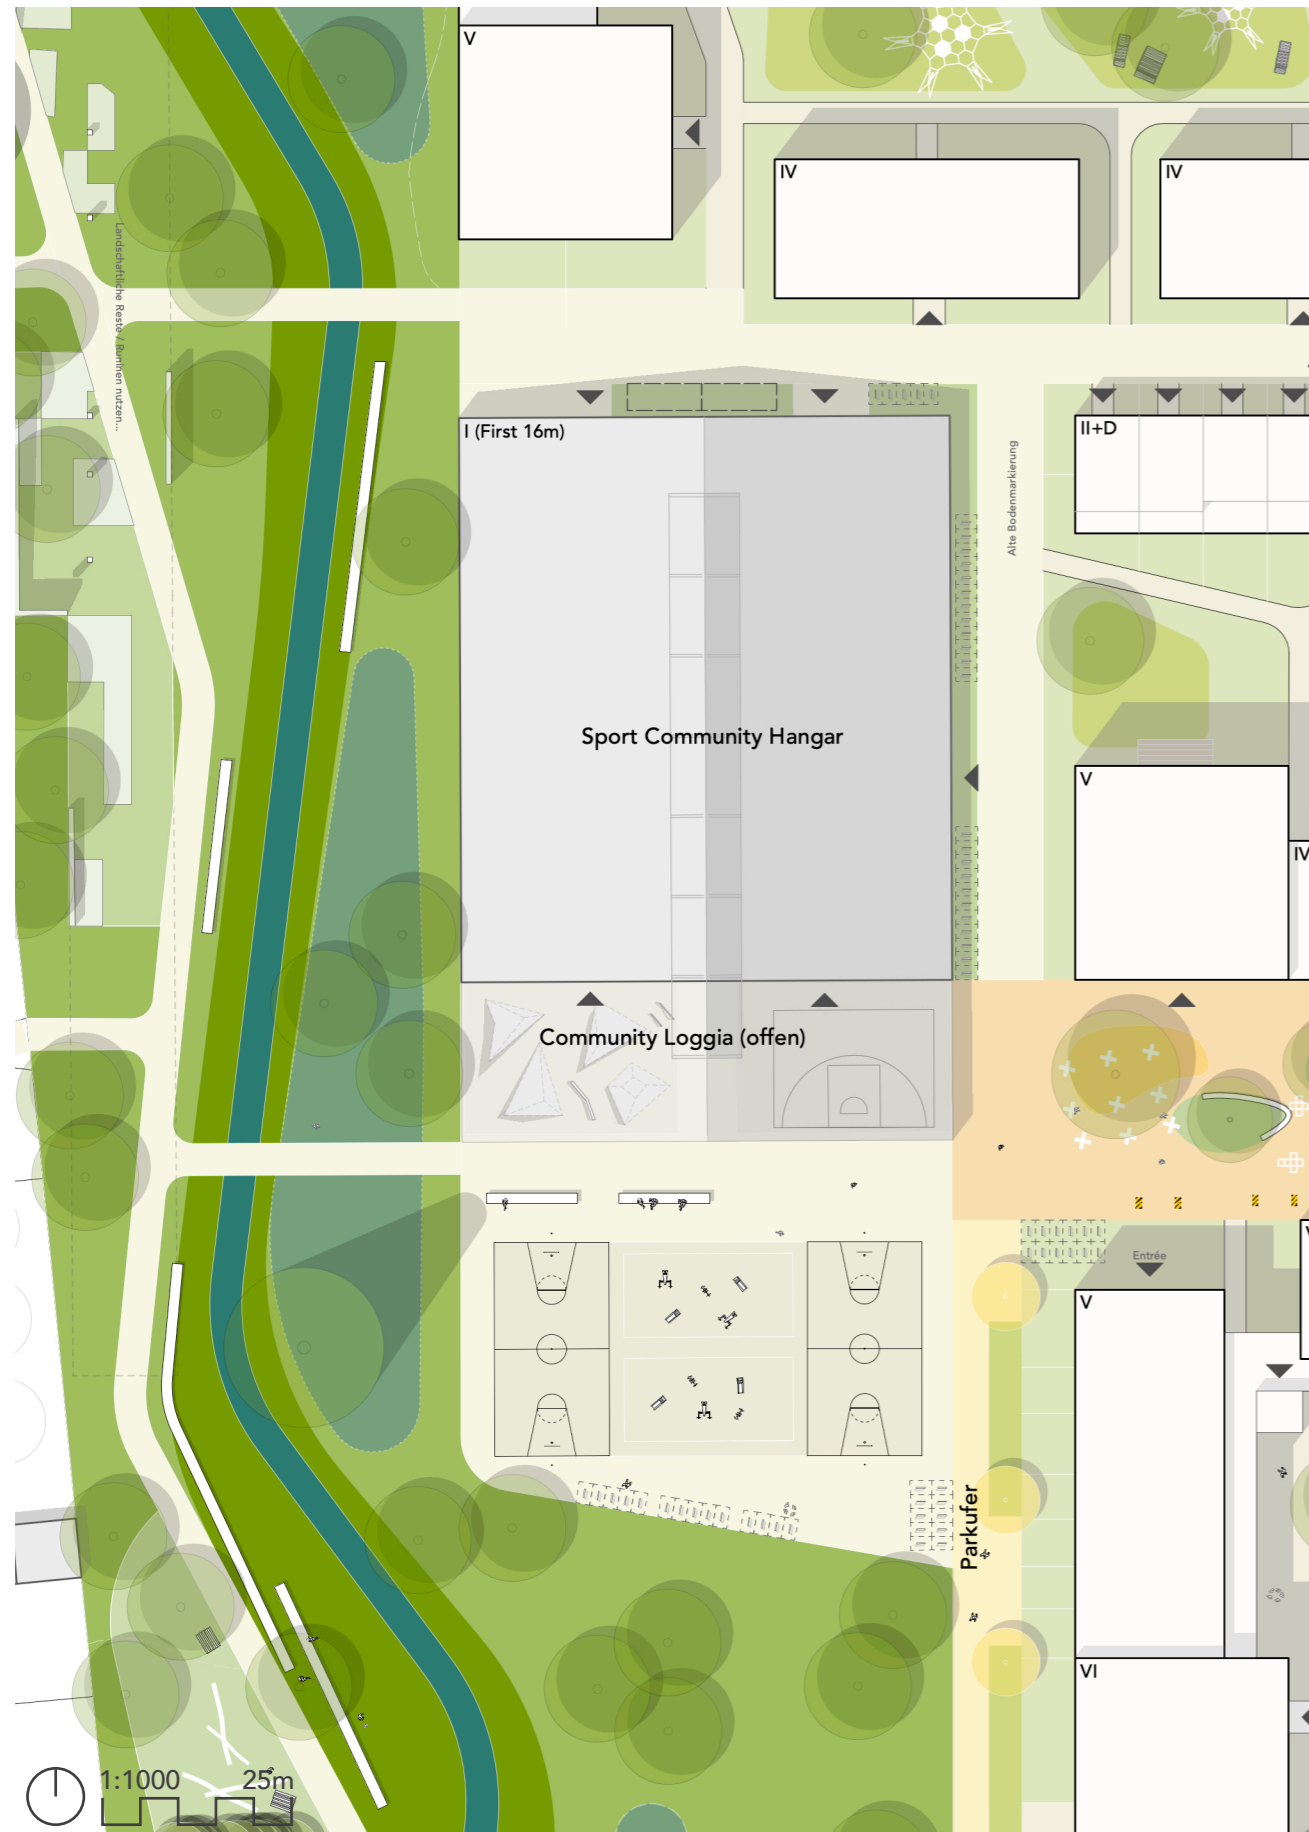 V
IV
IV
Landschaftliche Reste / Runinen nutzen...
I (First 16m)
II+D
Alte Bodenmarkierung
Sport Community Hangar
V
IV
Community Loggia (offen)
Entrée
V
Parkufer
VI
1:1000
25m